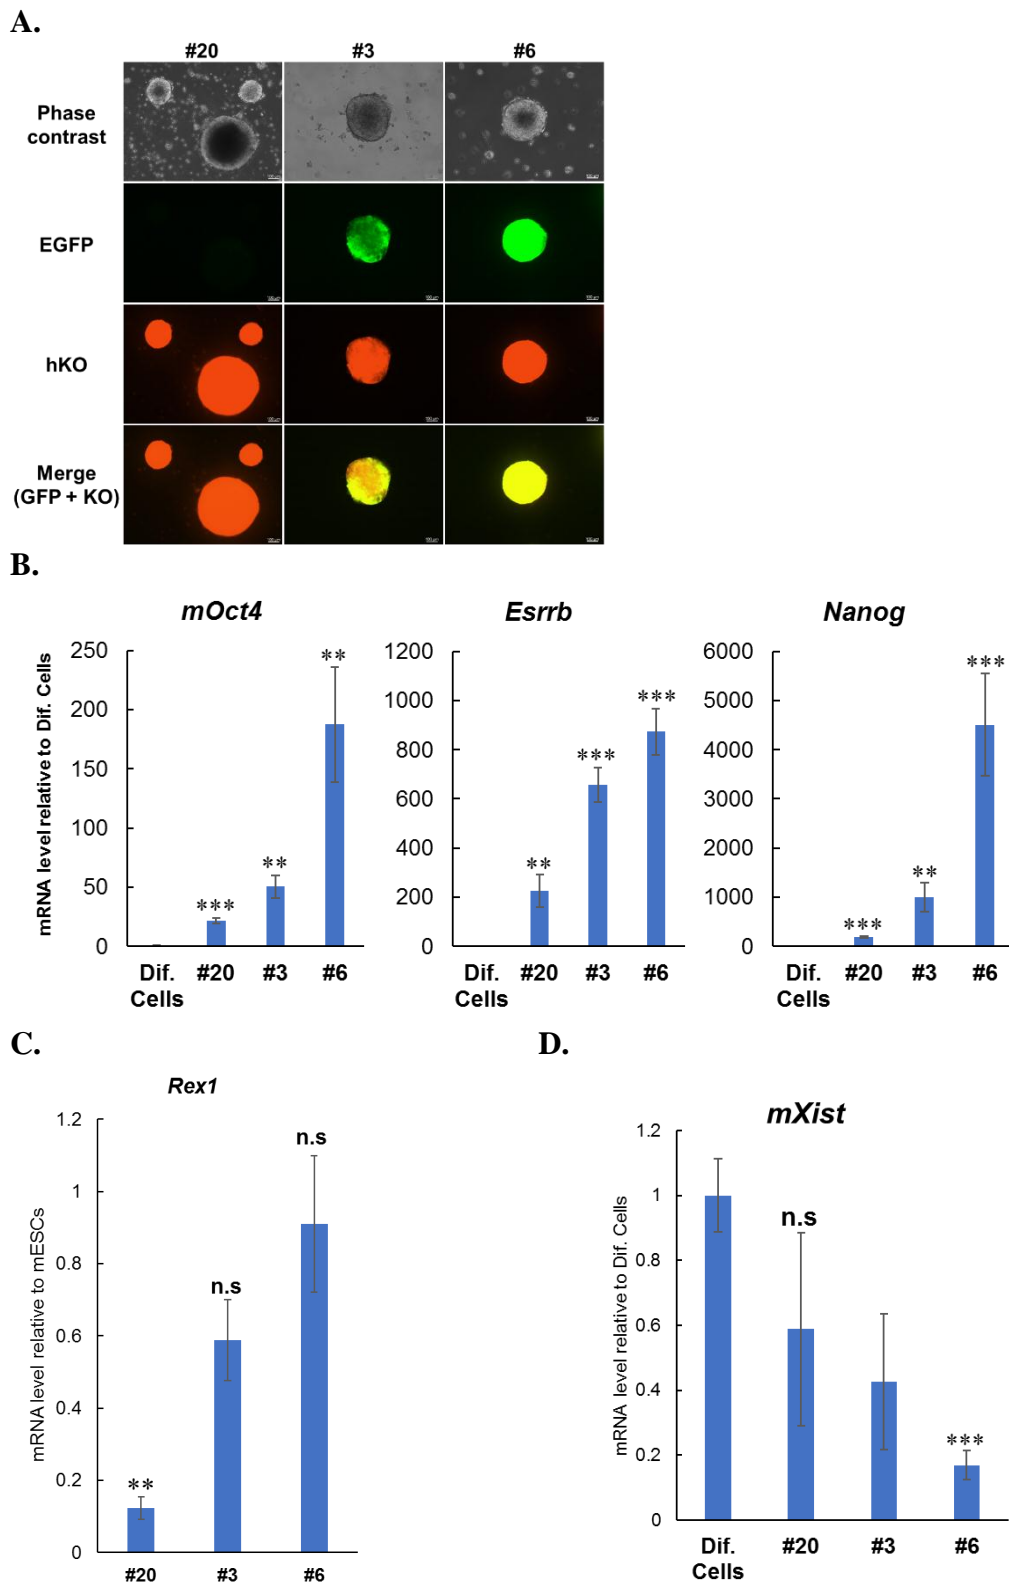 A.
#20 #3 #6
Phase
contrast
EGFP
hKO
Merge
(GFP + KO)
B.
mOct4 Esrrb Nanog
mRNA level relative to Dif. Cells
250
200
150
100
50
0
**
**
***
Dif.
Cells
#20 #3 #6
1200
1000
800
600
400
200
0
***
***
**
Dif.
Cells
#20 #3 #6
6000
5000
4000
3000
2000
1000
0
***
**
***
Dif.
Cells
#20 #3 #6
C.
Rex1
mRNA level relative to mESCs
1.2
1
0.8
0.6
0.4
0.2
0
n.s
n.s
**
#20 #3 #6
D.
mXist
mRNA level relative to Dif. Cells
1.2
1
0.8
0.6
0.4
0.2
0
n.s
***
Dif.
Cells
#20 #3 #6